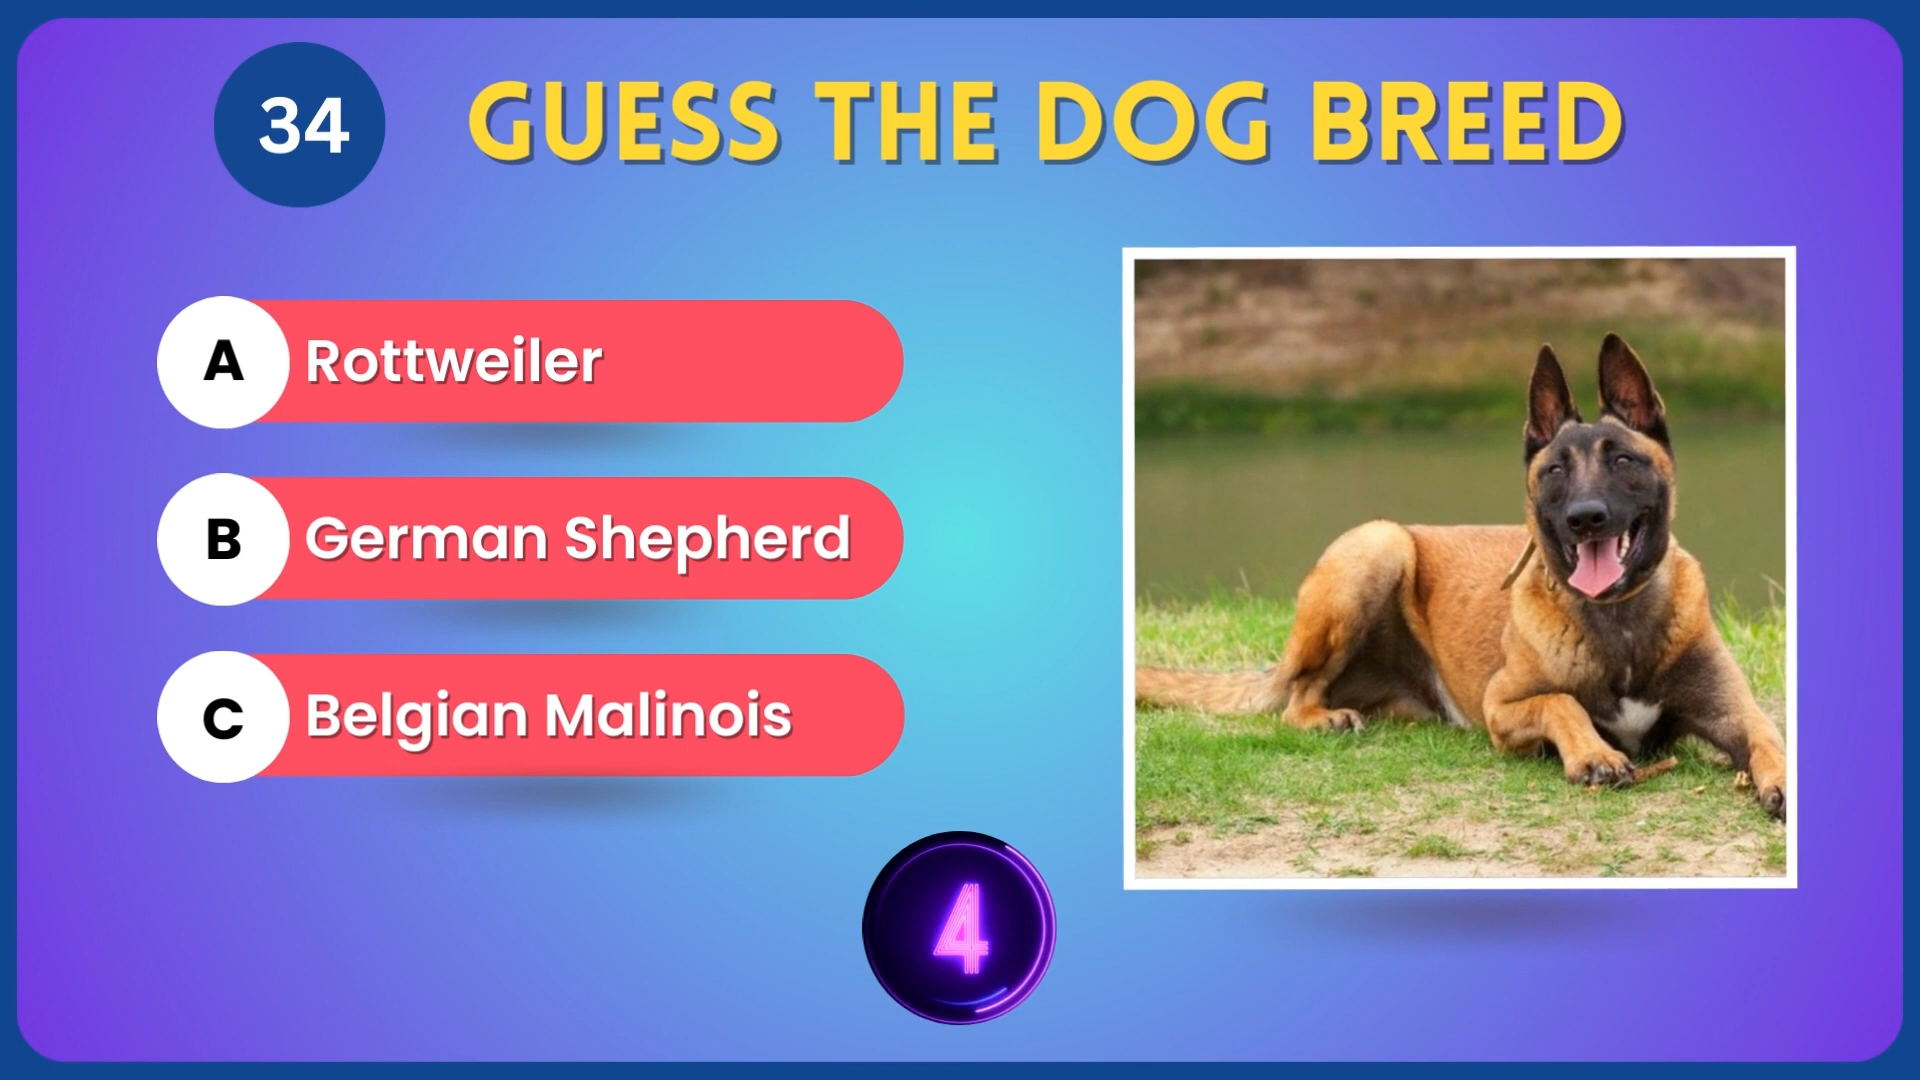 34
GUESS THE DOG BREED
A Rottweiler
B German Shepherd
C Belgian Malinois
4